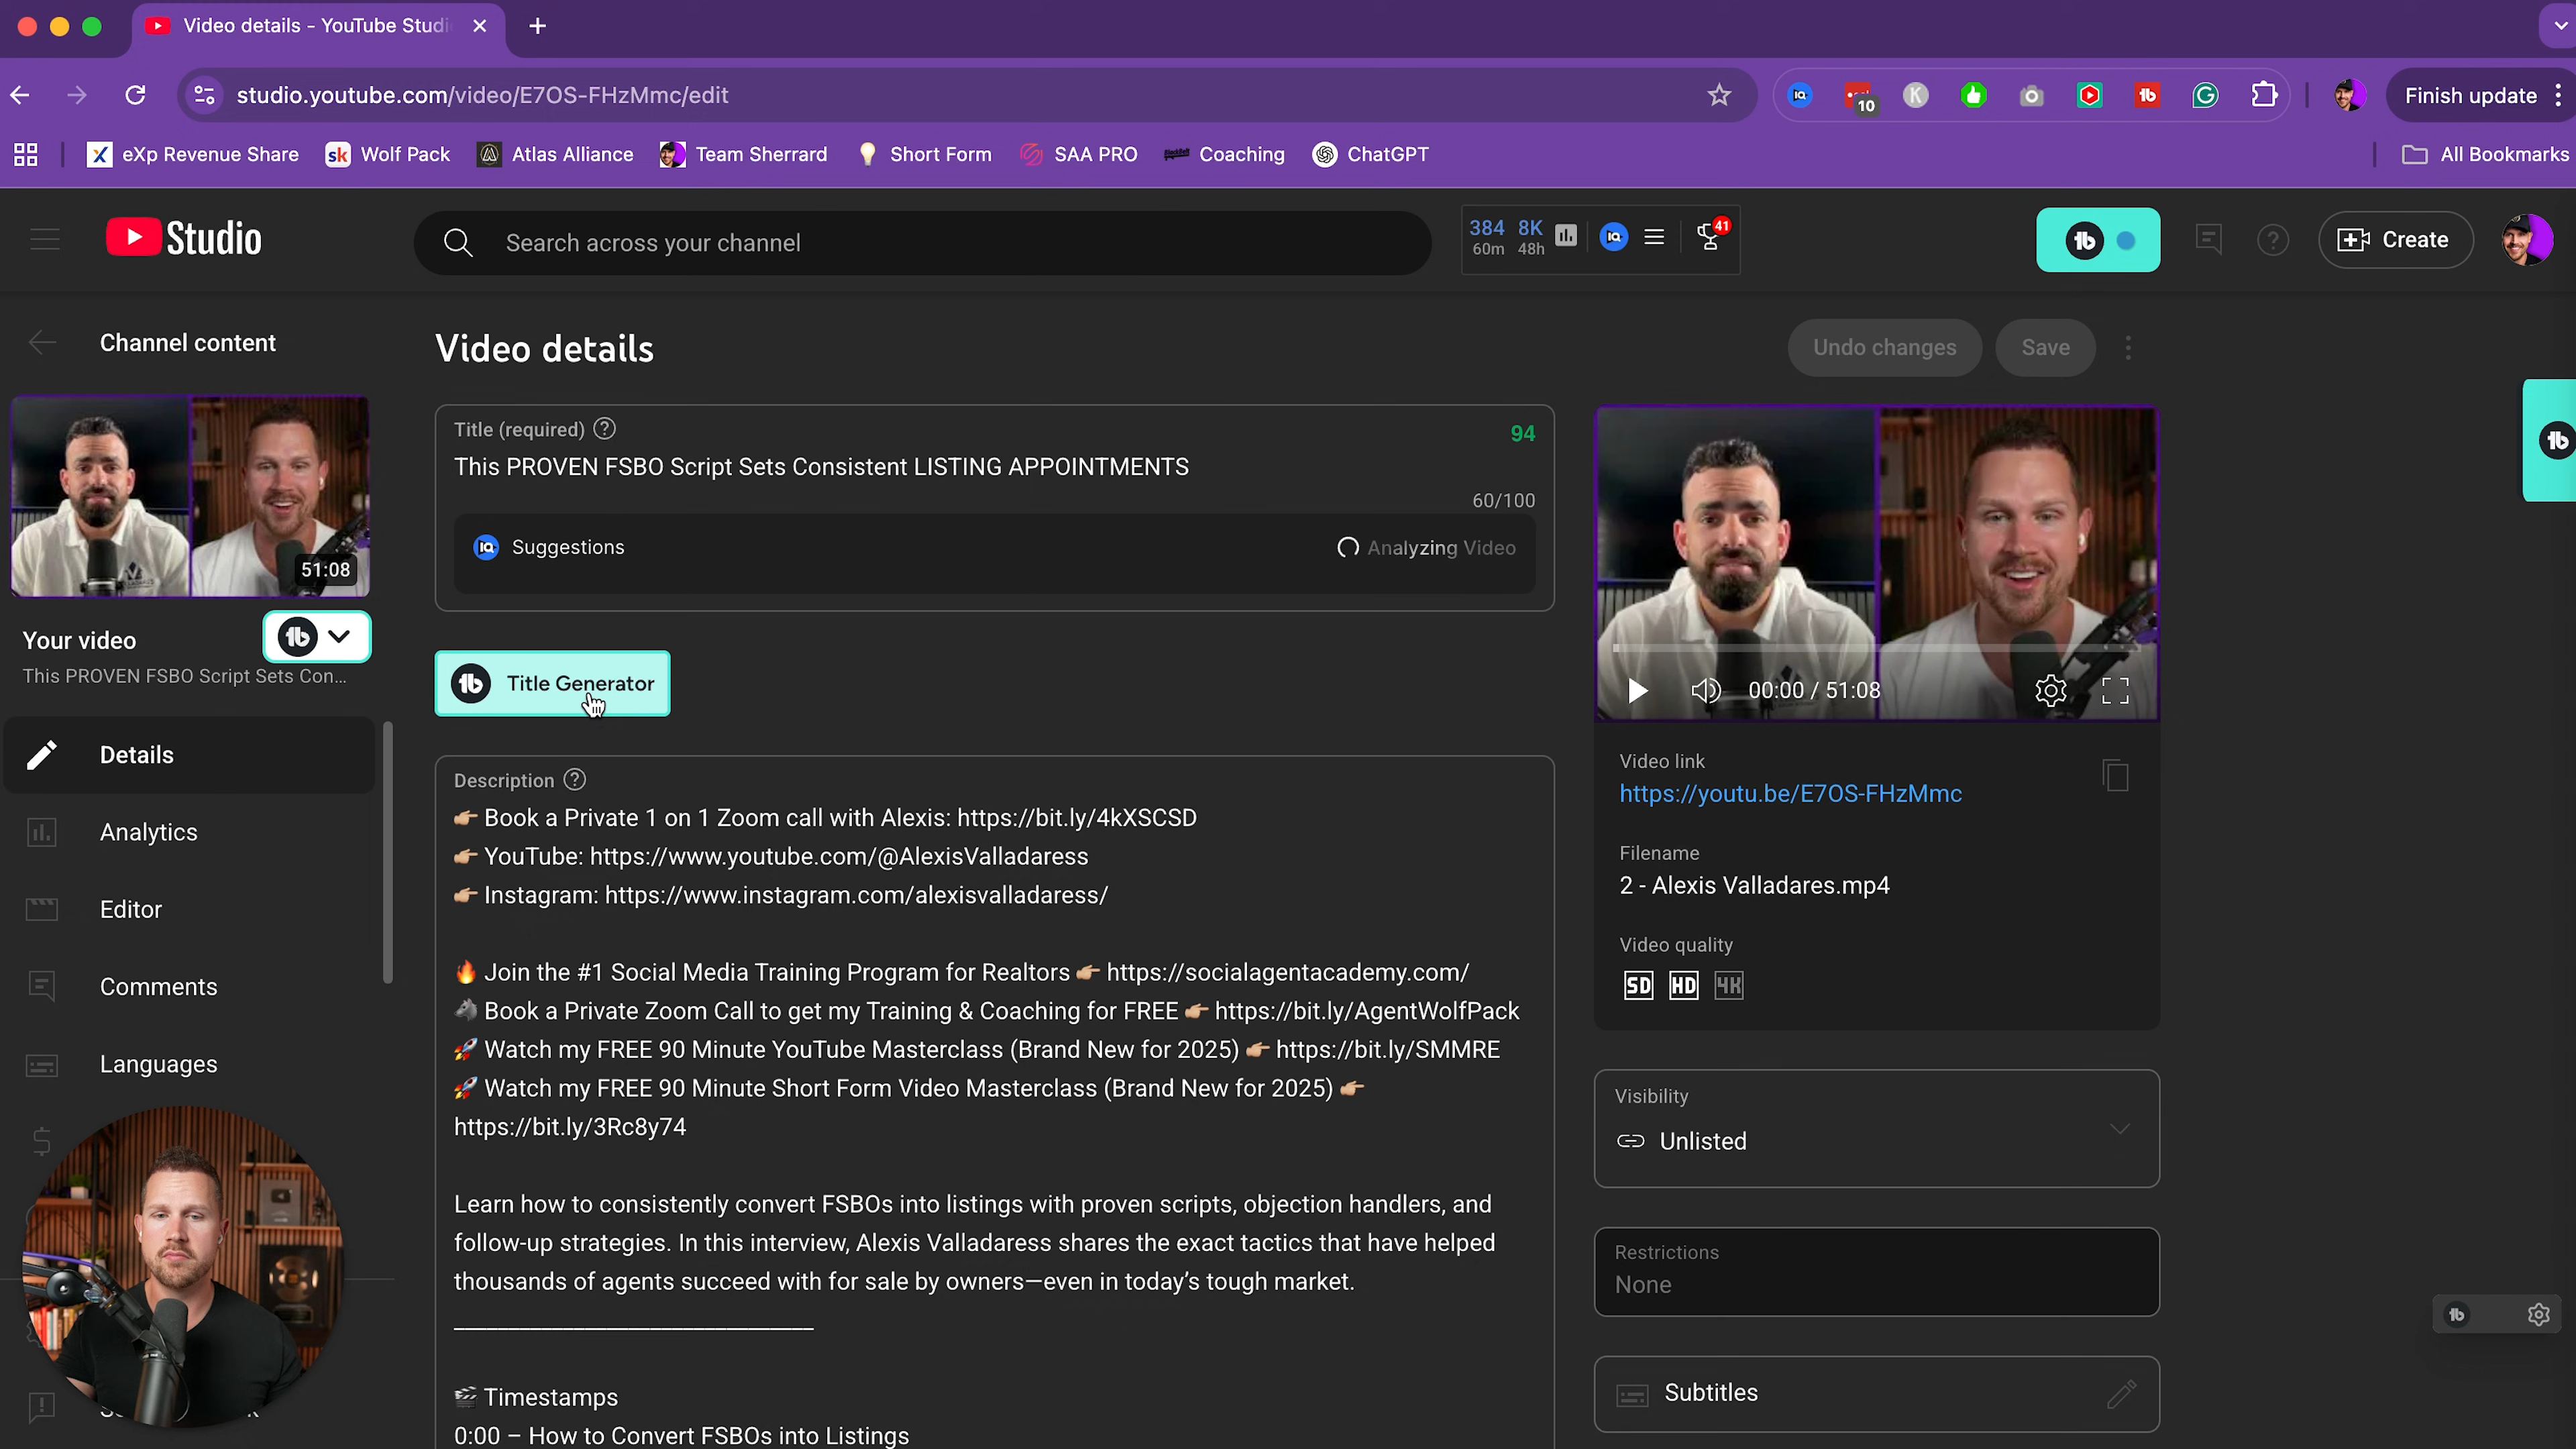 Video details - YouTube Studi
studio.youtube.com/video/E7OS-FHzMmc/edit
10
Finish update
eXp Revenue Share
sk
Wolf Pack
Atlas Alliance
Team Sherrard
Short Form
SAA PRO
Coaching
ChatGPT
All Bookmarks
Studio
Search across your channel
384 8K
60m 48h
IQ
41
Create
Channel content
Video details
Undo changes
Save
51:08
Your video
This PROVEN FSBO Script Sets Con...
Details
Analytics
Editor
Comments
Languages
Title (required)
94
This PROVEN FSBO Script Sets Consistent LISTING APPOINTMENTS
60/100
IQ
Suggestions
Analyzing Video
Title Generator
Description
👉🏼 Book a Private 1 on 1 Zoom call with Alexis: https://bit.ly/4kXSCSD
👉🏼 YouTube: https://www.youtube.com/@AlexisValladaress
👉🏼 Instagram: https://www.instagram.com/alexisvalladaress/
🔥 Join the #1 Social Media Training Program for Realtors 👉🏼 https://socialagentacademy.com/
🐺 Book a Private Zoom Call to get my Training & Coaching for FREE 👉🏼 https://bit.ly/AgentWolfPack
🚀 Watch my FREE 90 Minute YouTube Masterclass (Brand New for 2025) 👉🏼 https://bit.ly/SMMRE
🚀 Watch my FREE 90 Minute Short Form Video Masterclass (Brand New for 2025) 👉🏼
https://bit.ly/3Rc8y74
Learn how to consistently convert FSBOs into listings with proven scripts, objection handlers, and
follow-up strategies. In this interview, Alexis Valladaress shares the exact tactics that have helped
thousands of agents succeed with for sale by owners—even in today's tough market.
_________________________________
🎬 Timestamps
0:00 – How to Convert FSBOs into Listings
00:00 / 51:08
Video link
https://youtu.be/E7OS-FHzMmc
Filename
2 - Alexis Valladares.mp4
Video quality
SD HD 4K
Visibility
Unlisted
Restrictions
None
Subtitles